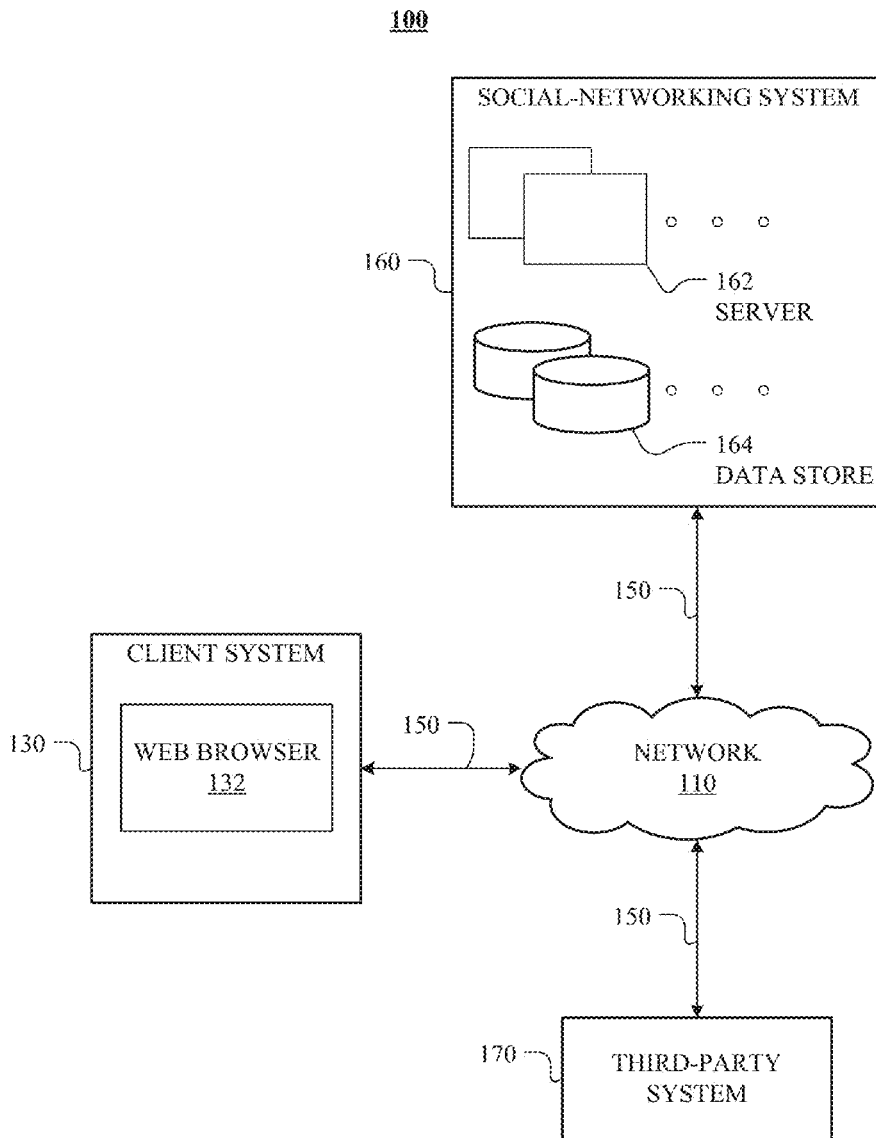 100
SOCIAL-NETWORKING SYSTEM
160
162
SERVER
164
DATA STORE
150
CLIENT SYSTEM
130
WEB BROWSER
132
150
NETWORK
110
150
170
THIRD-PARTY
SYSTEM